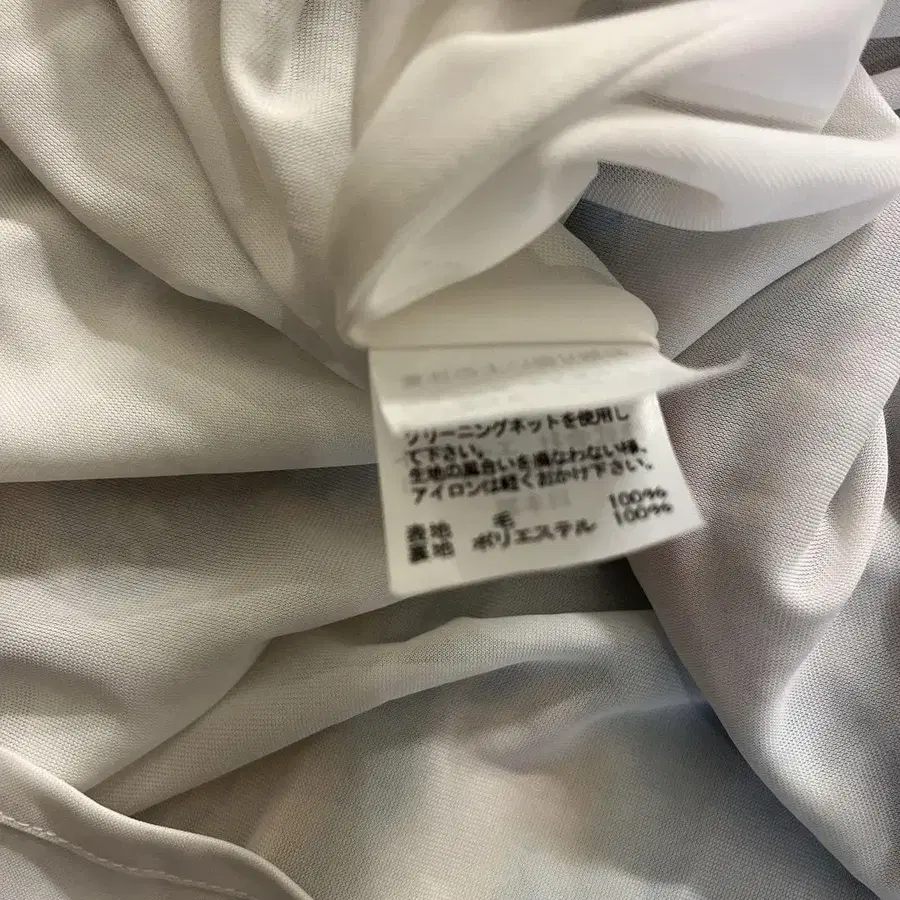 クリーニングネットを使用し
て下さい。
生地の風合いを損なわない様、
アイロンは軽くおかけ下さい。
表地 毛 100%
裏地 ポリエステル 100%